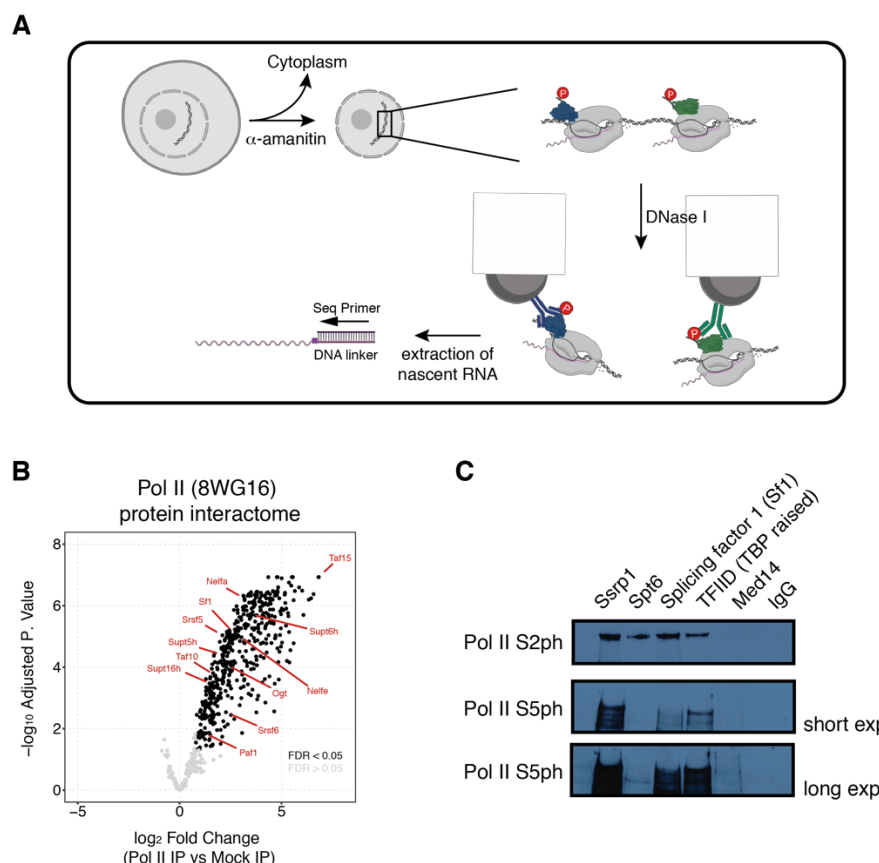 A
Cytoplasm
α-amanitin
P
P
DNase I
P
P
Seq Primer
DNA linker
extraction of
nascent RNA
B
Pol II (8WG16)
protein interactome
8
6
4
2
0
-5
0
5
–log10 Adjusted P. Value
log2 Fold Change
(Pol II IP vs Mock IP)
Taf15
Nelfa
Sf1
Srsf5
Supt6h
Supt5h
Taf10
Supt16h
Ogt
Nelfe
Srsf6
Paf1
FDR < 0.05
FDR > 0.05
C
Ssrp1
Spt6
Splicing factor 1 (Sf1)
TFIID (TBP raised)
Med14
IgG
Pol II S2ph
Pol II S5ph
short exp
Pol II S5ph
long exp